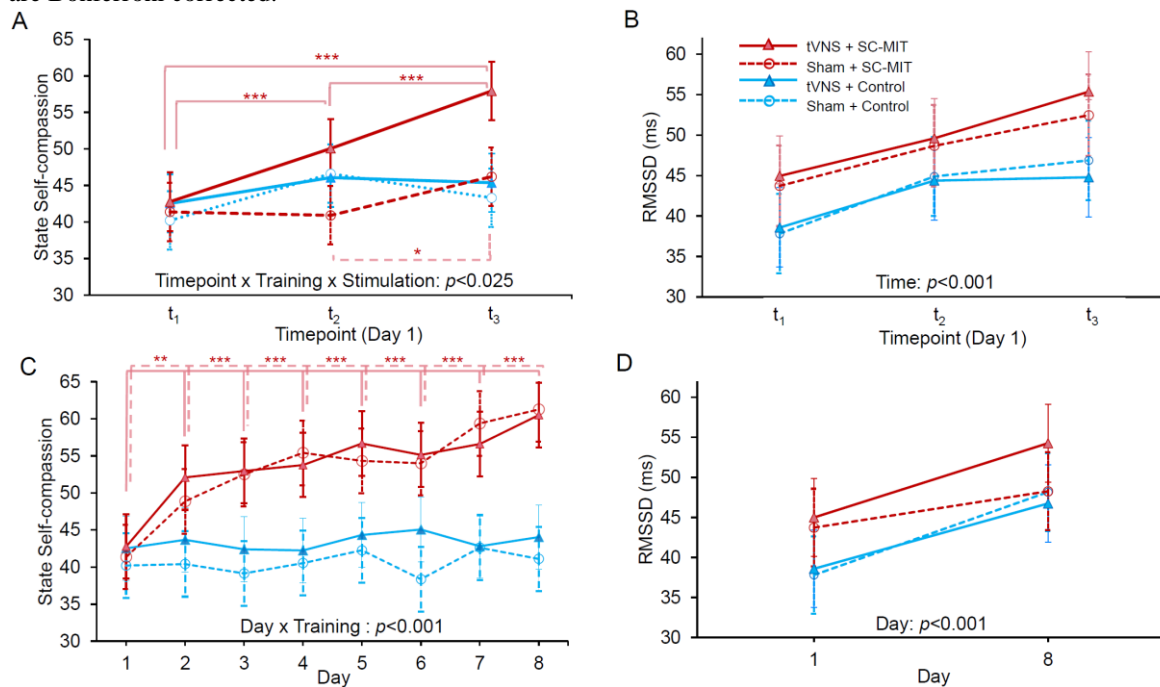 are Bonferroni corrected.
A
B
State Self-compassion
65
60
55
50
45
40
35
30
***
***
***
*
Timepoint x Training x Stimulation: p<0.025
t1
t2
t3
Timepoint (Day 1)
RMSSD (ms)
60
55
50
45
40
35
30
tVNS + SC-MIT
Sham + SC-MIT
tVNS + Control
Sham + Control
Time: p<0.001
t1
t2
t3
Timepoint (Day 1)
C
D
State Self-compassion
65
60
55
50
45
40
35
30
** *** *** *** *** *** ***
Day x Training : p<0.001
1 2 3 4 5 6 7 8
Day
RMSSD (ms)
65
60
55
50
45
40
35
30
Day: p<0.001
1 8
Day